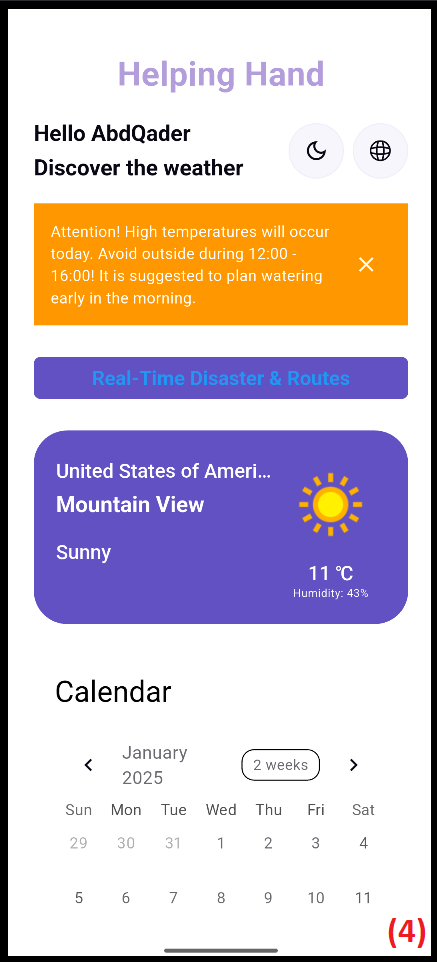 Helping Hand
Hello AbdQader
Discover the weather
Attention! High temperatures will occur
today. Avoid outside during 12:00 -
16:00! It is suggested to plan watering
early in the morning.
Real-Time Disaster & Routes
United States of Ameri...
Mountain View
Sunny
11 °C
Humidity: 43%
Calendar
January
2025
2 weeks
Sun Mon Tue Wed Thu Fri Sat
29 30 31 1 2 3 4
5 6 7 8 9 10 11
(4)